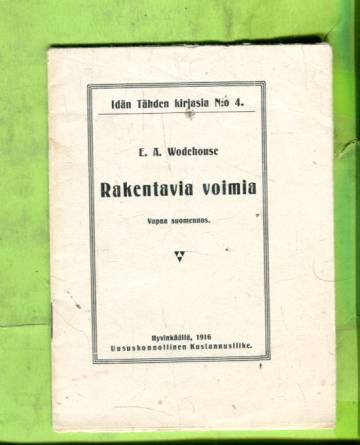 Idän Tähden kirjasia N:o 4.
E. A. Wodehouse
Rakentavia voimia
Vapaa suomennos.
Hyvinkäällä, 1916
Uususkonnollinen Kustannusliike.